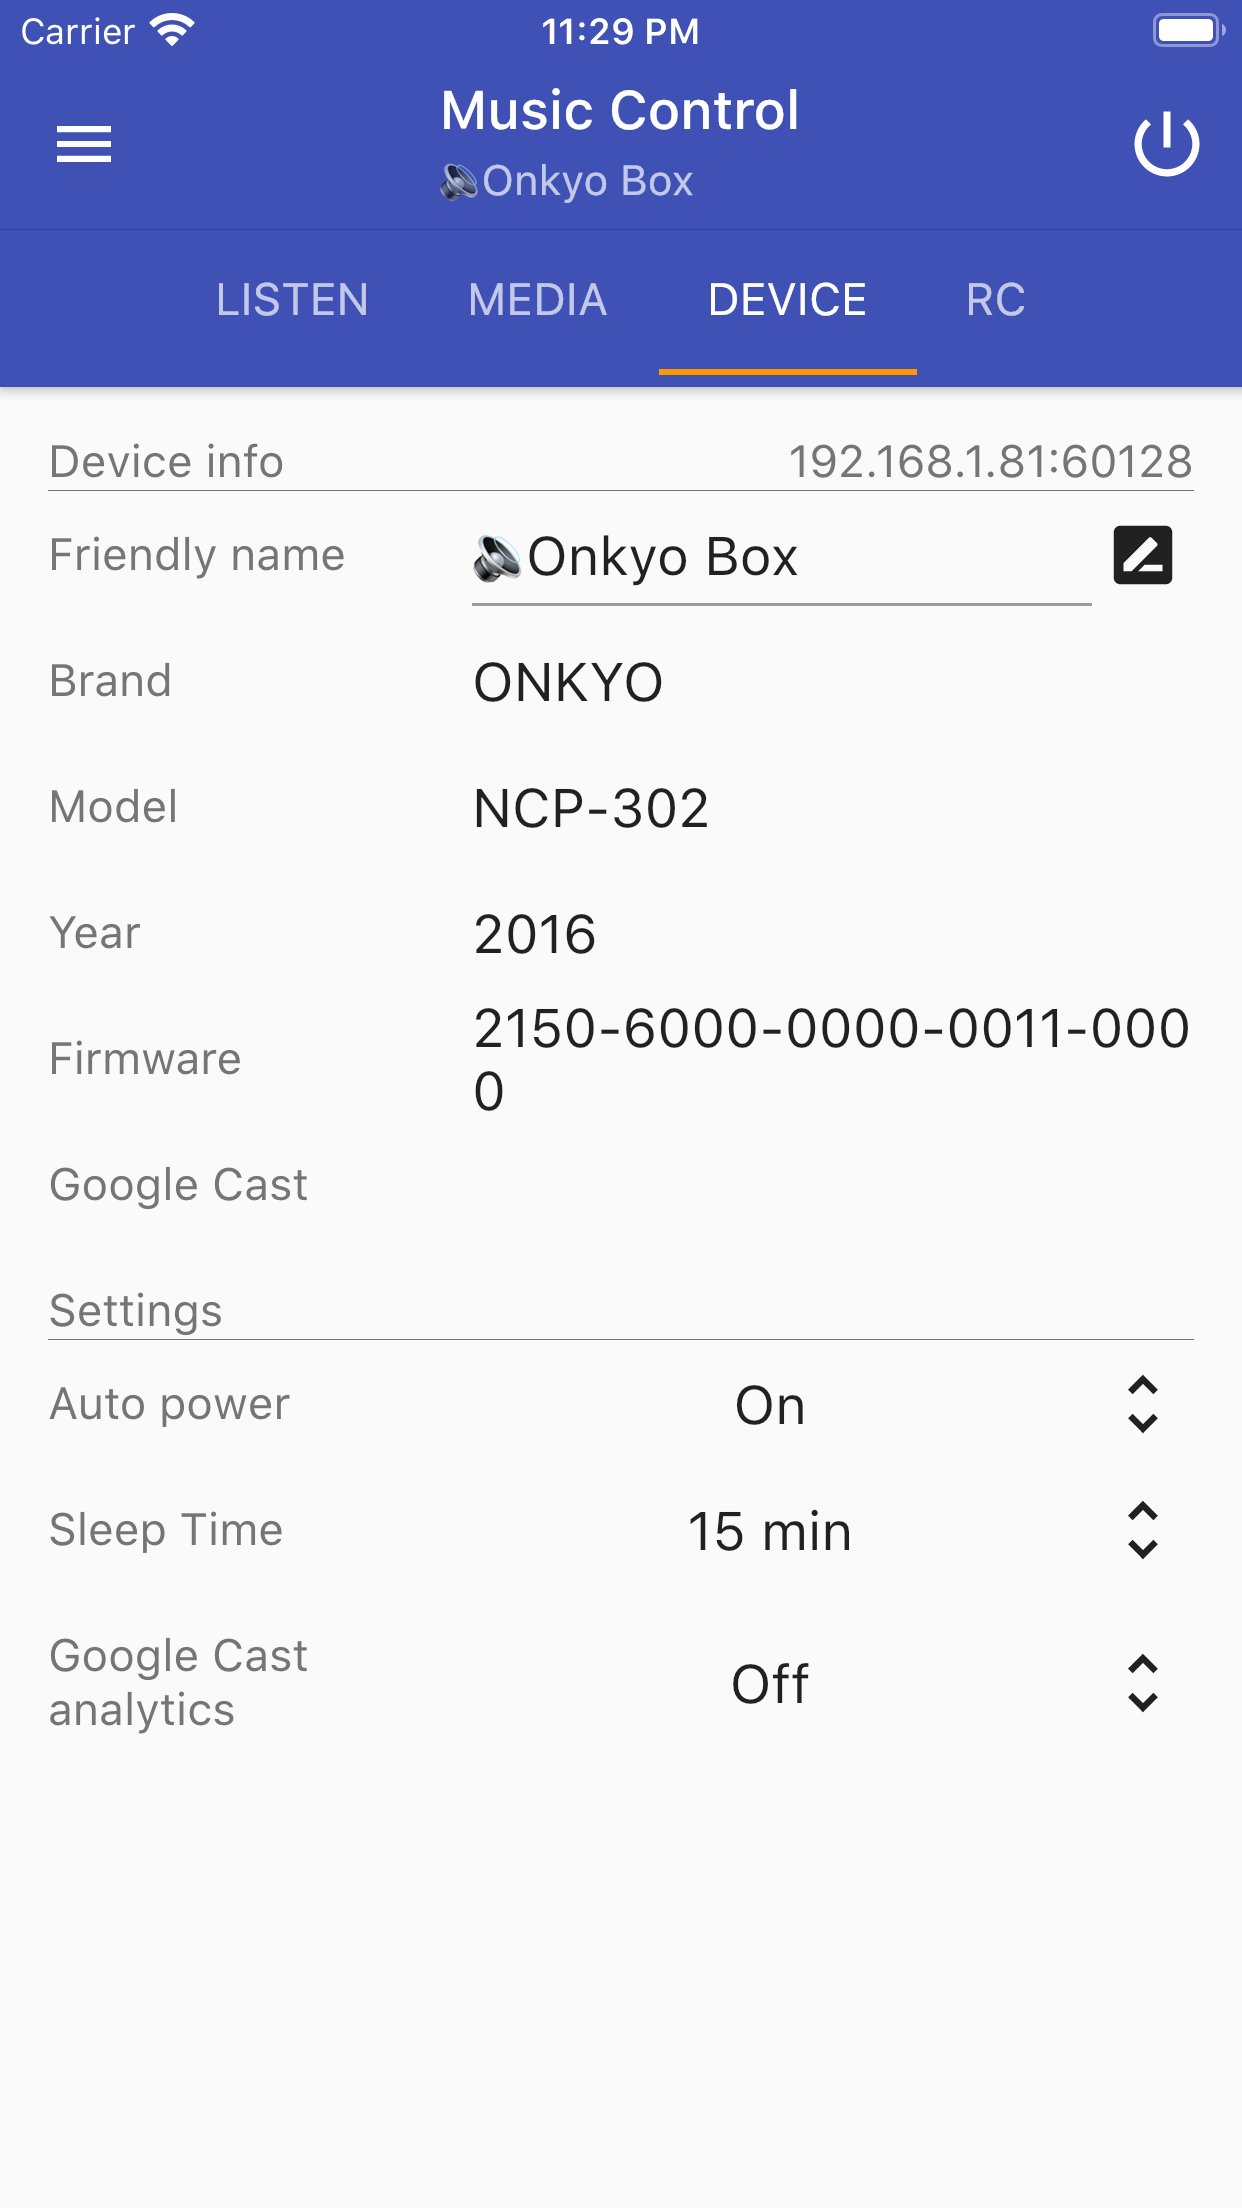 Carrier 11:29 PM
Music Control
🔊Onkyo Box
LISTEN MEDIA DEVICE RC
Device info 192.168.1.81:60128
Friendly name 🔊Onkyo Box
Brand ONKYO
Model NCP-302
Year 2016
Firmware 2150-6000-0000-0011-000
0
Google Cast
Settings
Auto power On
Sleep Time 15 min
Google Cast
analytics Off